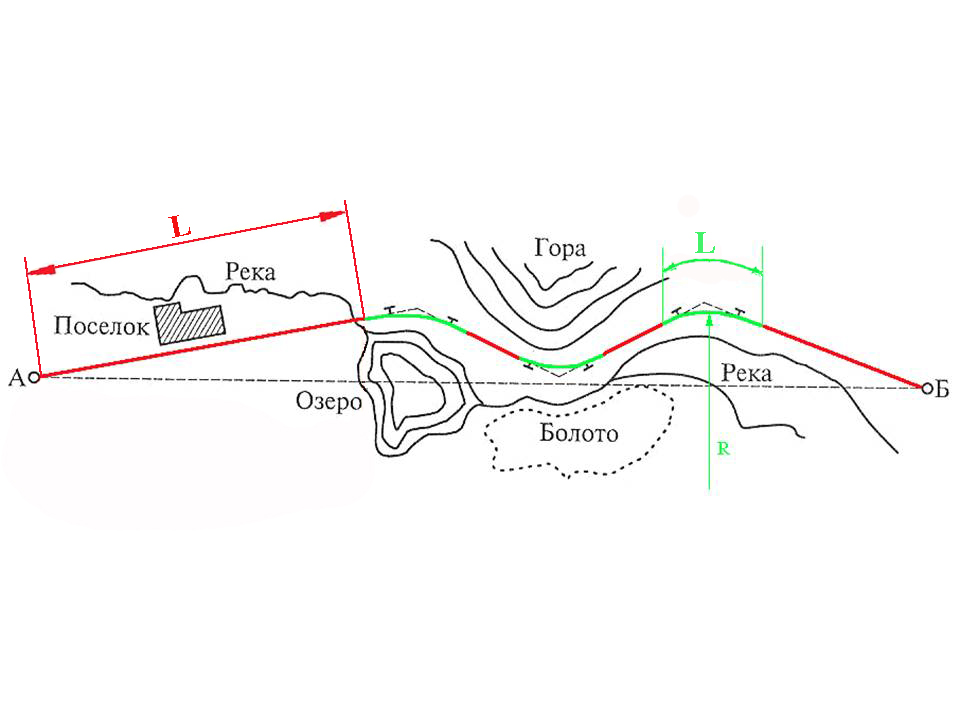 L
Река
Гора
L
Поселок
А
Озеро
Болото
Река
Б
R